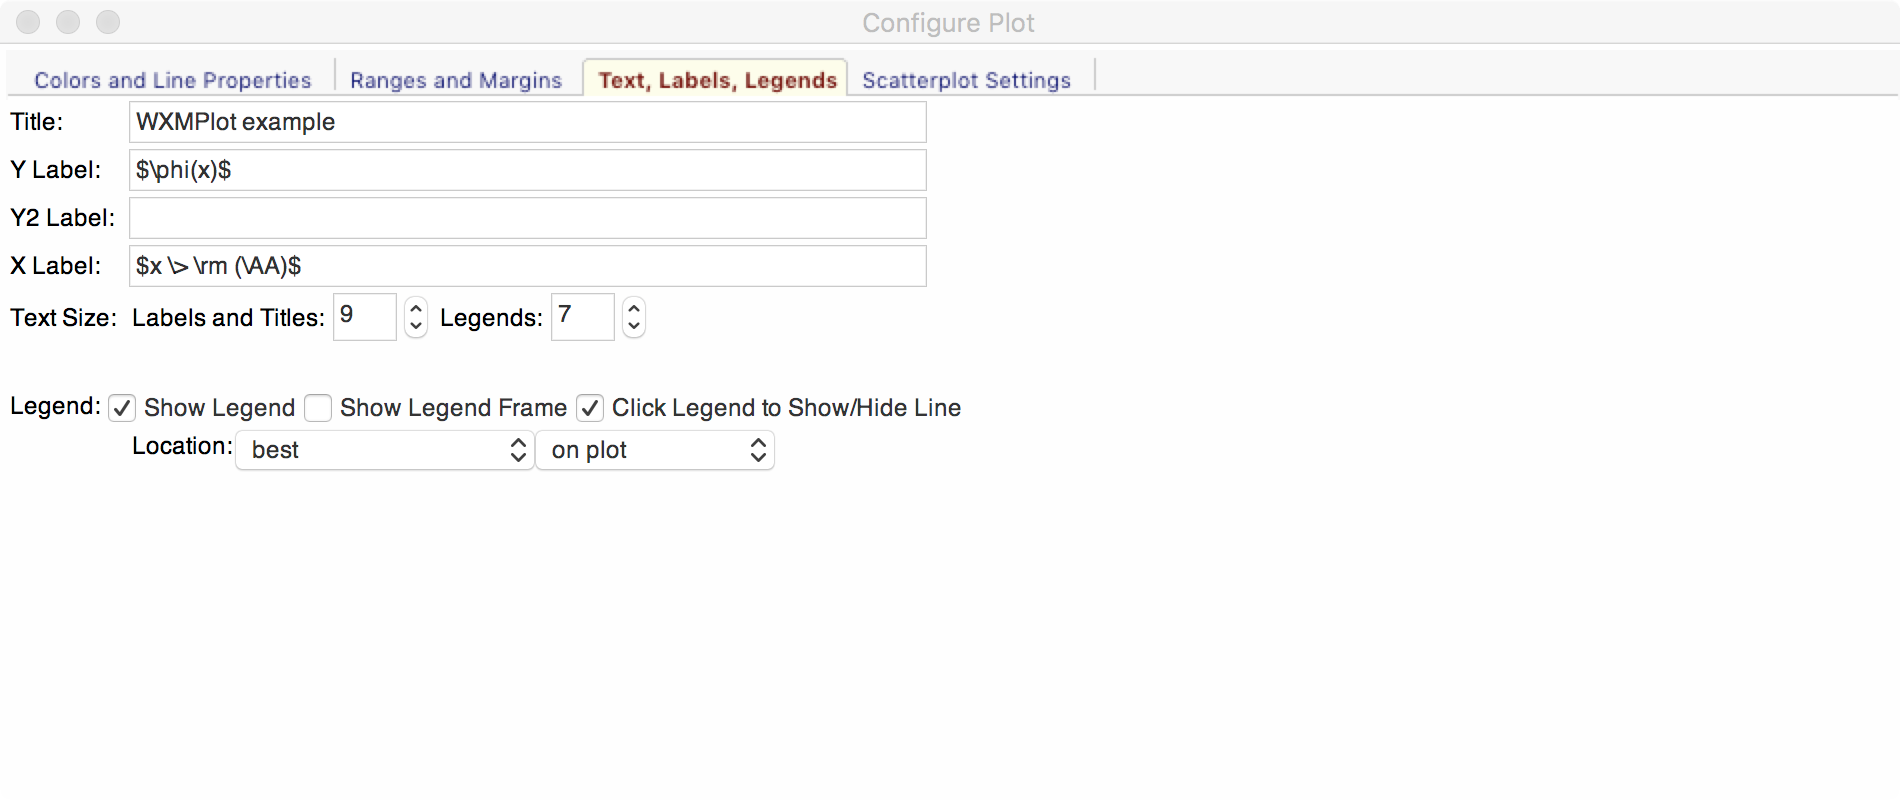 Configure Plot
Colors and Line Properties Ranges and Margins Text, Labels, Legends Scatterplot Settings
Title: WXMPlot example
Y Label: $\phi(x)$
Y2 Label:
X Label: $x \> \rm (\AA)$
Text Size: Labels and Titles: 9 Legends: 7
Legend: Show Legend Show Legend Frame Click Legend to Show/Hide Line
Location: best on plot